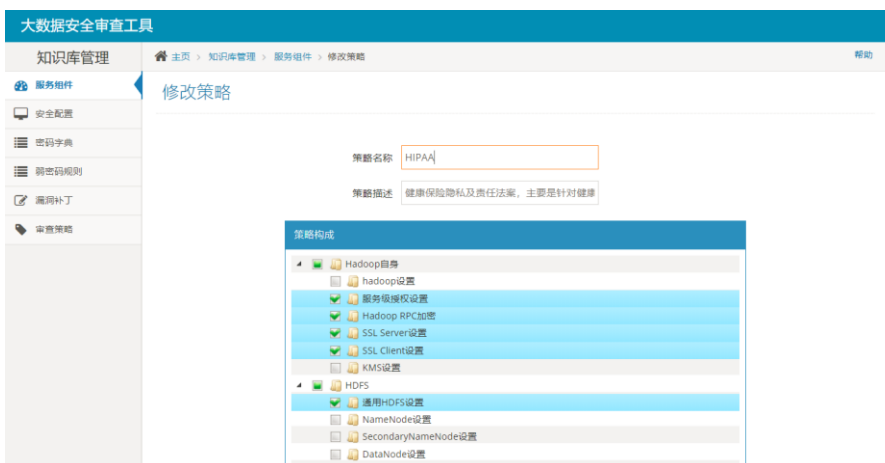 大数据安全审查工具
知识库管理
主页 > 知识库管理 > 服务组件 > 修改策略
帮助
服务组件
安全配置
密码字典
弱密码规则
漏洞补丁
审查策略
修改策略
策略名称 HIPAA
策略描述 健康保险隐私及责任法案，主要是针对健康
策略构成
Hadoop自身
hadoop设置
服务级授权设置
Hadoop RPC加密
SSL Server设置
SSL Client设置
KMS设置
HDFS
通用HDFS设置
NameNode设置
SecondaryNameNode设置
DataNode设置